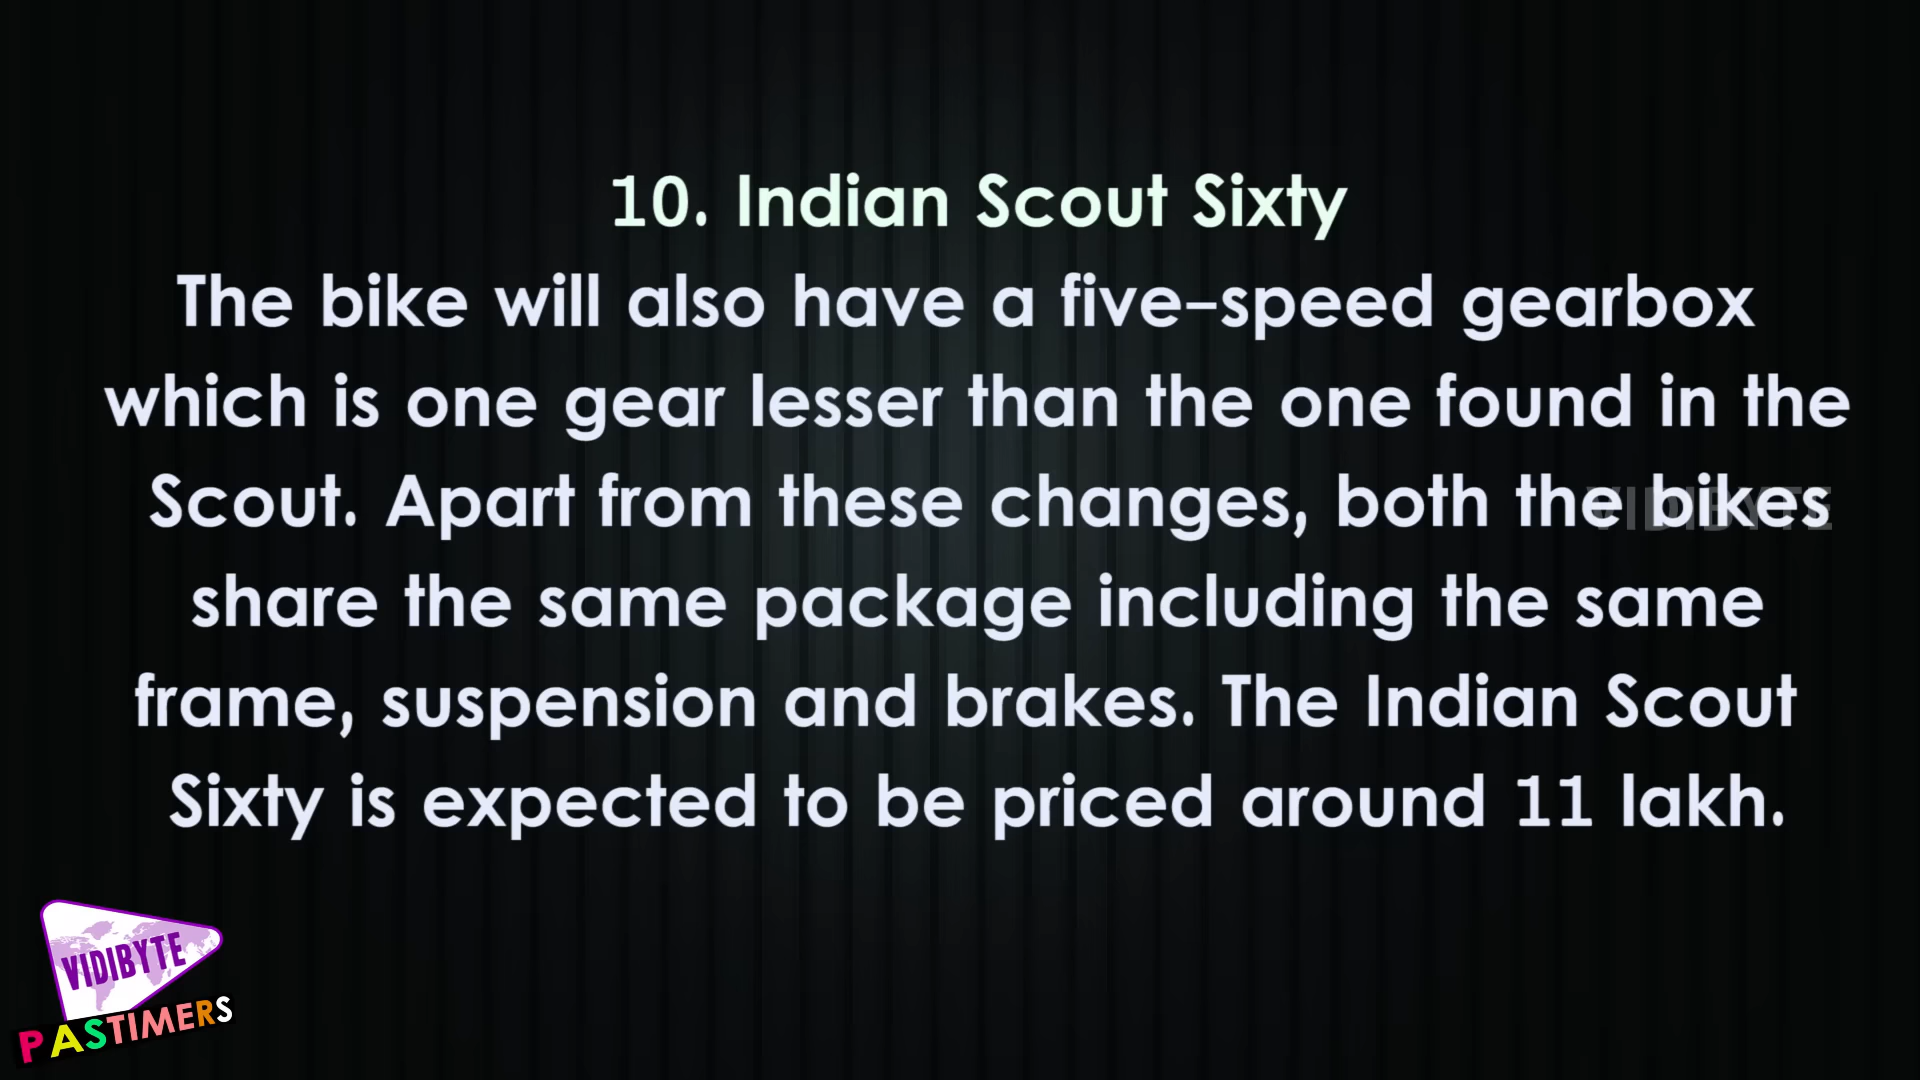 10. Indian Scout Sixty
The bike will also have a five-speed gearbox
which is one gear lesser than the one found in the
Scout. Apart from these changes, both the bikes
share the same package including the same
frame, suspension and brakes. The Indian Scout
Sixty is expected to be priced around 11 lakh.
VIDIBYTE
VIDIBYTE
PASTIMERS